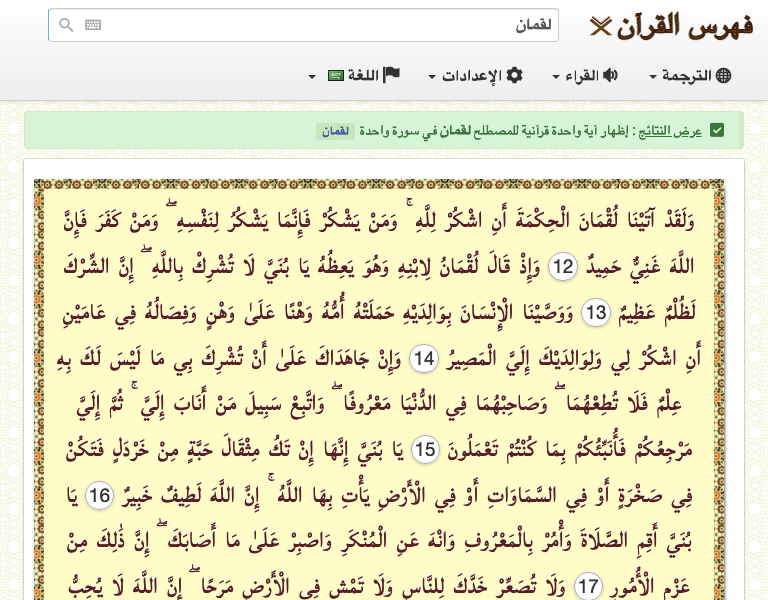 فهرس القرآن
لقمان
الترجمة القراء الإعدادات اللغة
عرض النتائج : إظهار آية واحدة قرآنية للمصطلح لقمان في سورة واحدة لقمان
وَلَقَدْ آتَيْنَا لُقْمَانَ الْحِكْمَةَ أَنِ اشْكُرْ لِلَّهِ ۚ وَمَنْ يَشْكُرْ فَإِنَّمَا يَشْكُرُ لِنَفْسِهِ ۖ وَمَنْ كَفَرَ فَإِنَّ
اللَّهَ غَنِيٌّ حَمِيدٌ 12 وَإِذْ قَالَ لُقْمَانُ لِابْنِهِ وَهُوَ يَعِظُهُ يَا بُنَيَّ لَا تُشْرِكْ بِاللَّهِ ۖ إِنَّ الشِّرْكَ
لَظُلْمٌ عَظِيمٌ 13 وَوَصَّيْنَا الْإِنْسَانَ بِوَالِدَيْهِ حَمَلَتْهُ أُمُّهُ وَهْنًا عَلَىٰ وَهْنٍ وَفِصَالُهُ فِي عَامَيْنِ
أَنِ اشْكُرْ لِي وَلِوَالِدَيْكَ إِلَيَّ الْمَصِيرُ 14 وَإِنْ جَاهَدَاكَ عَلَىٰ أَنْ تُشْرِكَ بِي مَا لَيْسَ لَكَ بِهِ
عِلْمٌ فَلَا تُطِعْهُمَا ۖ وَصَاحِبْهُمَا فِي الدُّنْيَا مَعْرُوفًا ۖ وَاتَّبِعْ سَبِيلَ مَنْ أَنَابَ إِلَيَّ ۚ ثُمَّ إِلَيَّ
مَرْجِعُكُمْ فَأُنَبِّئُكُمْ بِمَا كُنْتُمْ تَعْمَلُونَ 15 يَا بُنَيَّ إِنَّهَا إِنْ تَكُ مِثْقَالَ حَبَّةٍ مِنْ خَرْدَلٍ فَتَكُنْ
فِي صَخْرَةٍ أَوْ فِي السَّمَاوَاتِ أَوْ فِي الْأَرْضِ يَأْتِ بِهَا اللَّهُ ۚ إِنَّ اللَّهَ لَطِيفٌ خَبِيرٌ 16 يَا
بُنَيَّ أَقِمِ الصَّلَاةَ وَأْمُرْ بِالْمَعْرُوفِ وَانْهَ عَنِ الْمُنْكَرِ وَاصْبِرْ عَلَىٰ مَا أَصَابَكَ ۖ إِنَّ ذَٰلِكَ مِنْ
عَزْمِ الْأُمُورِ 17 وَلَا تُصَعِّرْ خَدَّكَ لِلنَّاسِ وَلَا تَمْشِ فِي الْأَرْضِ مَرَحًا ۖ إِنَّ اللَّهَ لَا يُحِبُّ